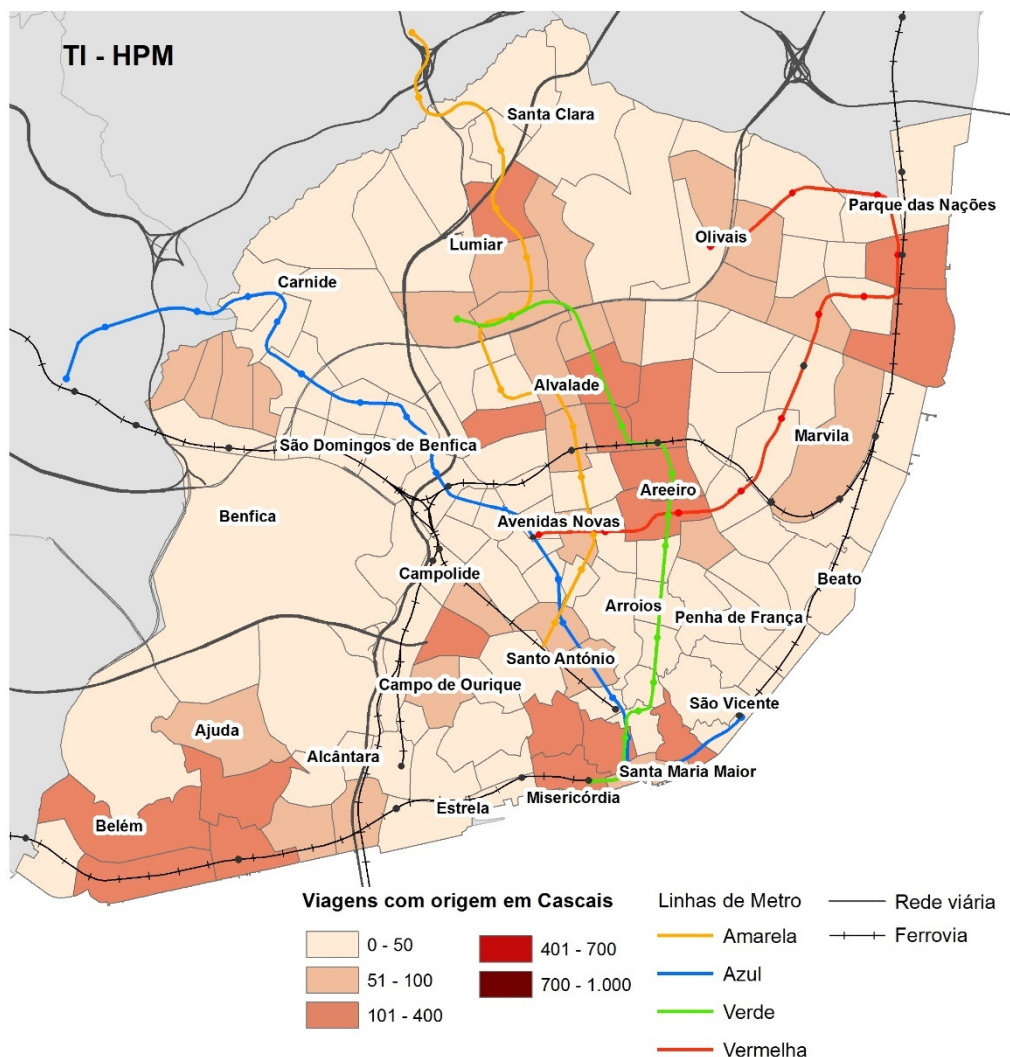 TI - HPM
Santa Clara
Parque das Nações
Olivais
Lumiar
Carnide
Alvalade
Marvila
São Domingos de Benfica
Areeiro
Benfica
Avenidas Novas
Campolide
Beato
Arroios
Penha de França
Santo António
Campo de Ourique
São Vicente
Ajuda
Alcântara
Santa Maria Maior
Misericórdia
Estrela
Belém
Viagens com origem em Cascais
0 - 50
51 - 100
101 - 400
401 - 700
700 - 1.000
Linhas de Metro
Amarela
Azul
Verde
Vermelha
Rede viária
Ferrovia